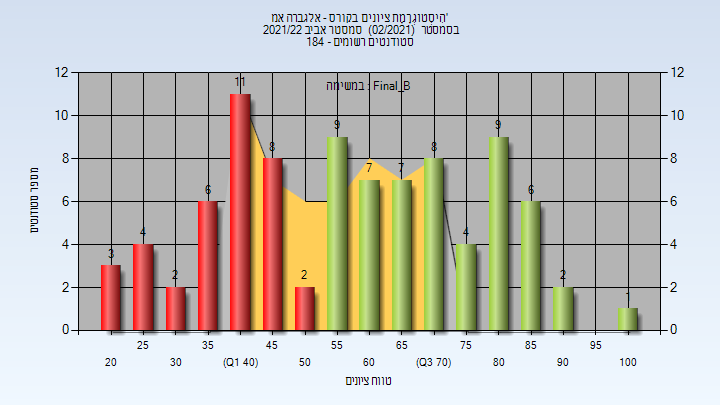 היסטוגרמת ציונים בקורס - אלגברה אמ'
בסמסטר (02/2021) סמסטר אביב 2021/22
סטודנטים רשומים - 184
במשימה : Final_B
12 12
10 10
8 8
6 6
4 4
2 2
0 0
מספר סטודנטים
3 4 2 6 11 8 2 9 7 7 8 4 9 6 2 1
25 35 45 55 65 75 85 95
20 30 (Q1 40) 50 60 (Q3 70) 80 90 100
טווח ציונים